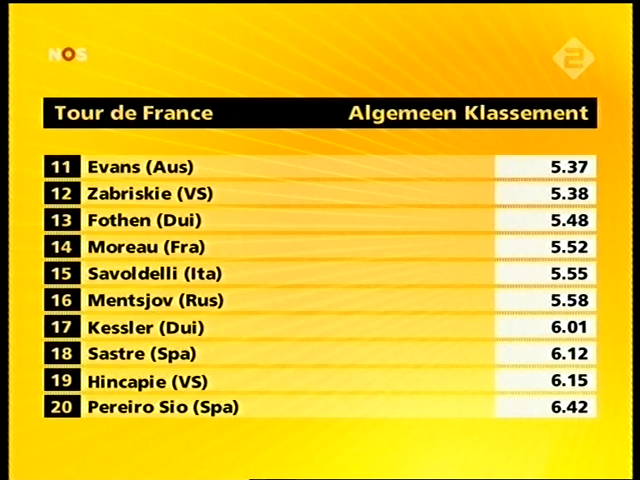 NOS
2
Tour de France Algemeen Klassement
11 Evans (Aus) 5.37
12 Zabriskie (VS) 5.38
13 Fothen (Dui) 5.48
14 Moreau (Fra) 5.52
15 Savoldelli (Ita) 5.55
16 Mentsjov (Rus) 5.58
17 Kessler (Dui) 6.01
18 Sastre (Spa) 6.12
19 Hincapie (VS) 6.15
20 Pereiro Sio (Spa) 6.42